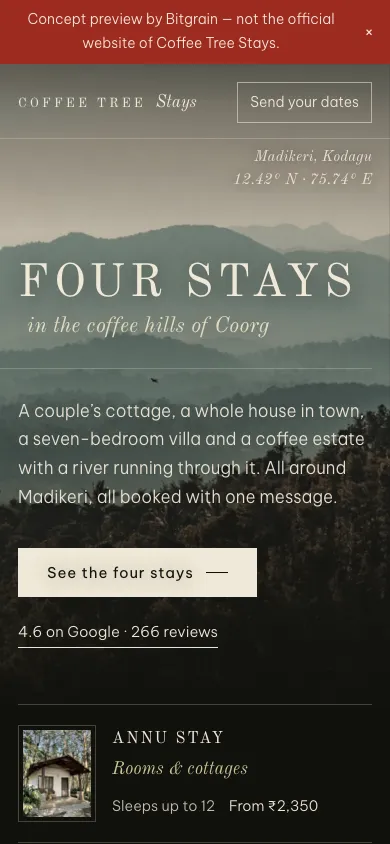 Concept preview by Bitgrain — not the official
website of Coffee Tree Stays.
×
COFFEE TREE Stays
Send your dates
Madikeri, Kodagu
12.42° N · 75.74° E
FOUR STAYS
in the coffee hills of Coorg
A couple's cottage, a whole house in town,
a seven-bedroom villa and a coffee estate
with a river running through it. All around
Madikeri, all booked with one message.
See the four stays —
4.6 on Google · 266 reviews
ANNU STAY
Rooms & cottages
Sleeps up to 12 From ₹2,350